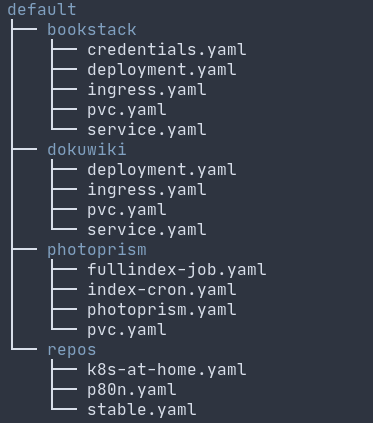 default
bookstack
credentials.yaml
deployment.yaml
ingress.yaml
pvc.yaml
service.yaml
dokuwiki
deployment.yaml
ingress.yaml
pvc.yaml
service.yaml
photoprism
fullindex-job.yaml
index-cron.yaml
photoprism.yaml
pvc.yaml
repos
k8s-at-home.yaml
p80n.yaml
stable.yaml